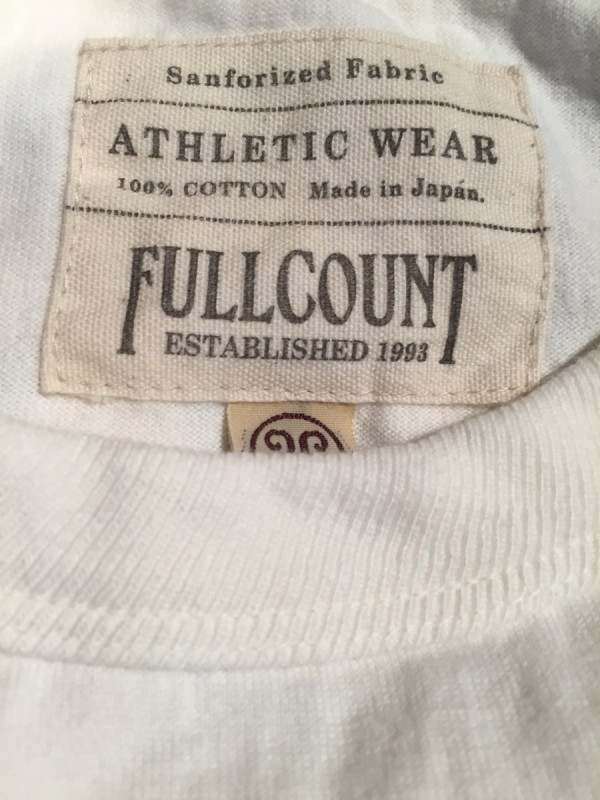 Sanforized Fabric
ATHLETIC WEAR
100% COTTON Made in Japan.
FULLCOUNT
ESTABLISHED 1993